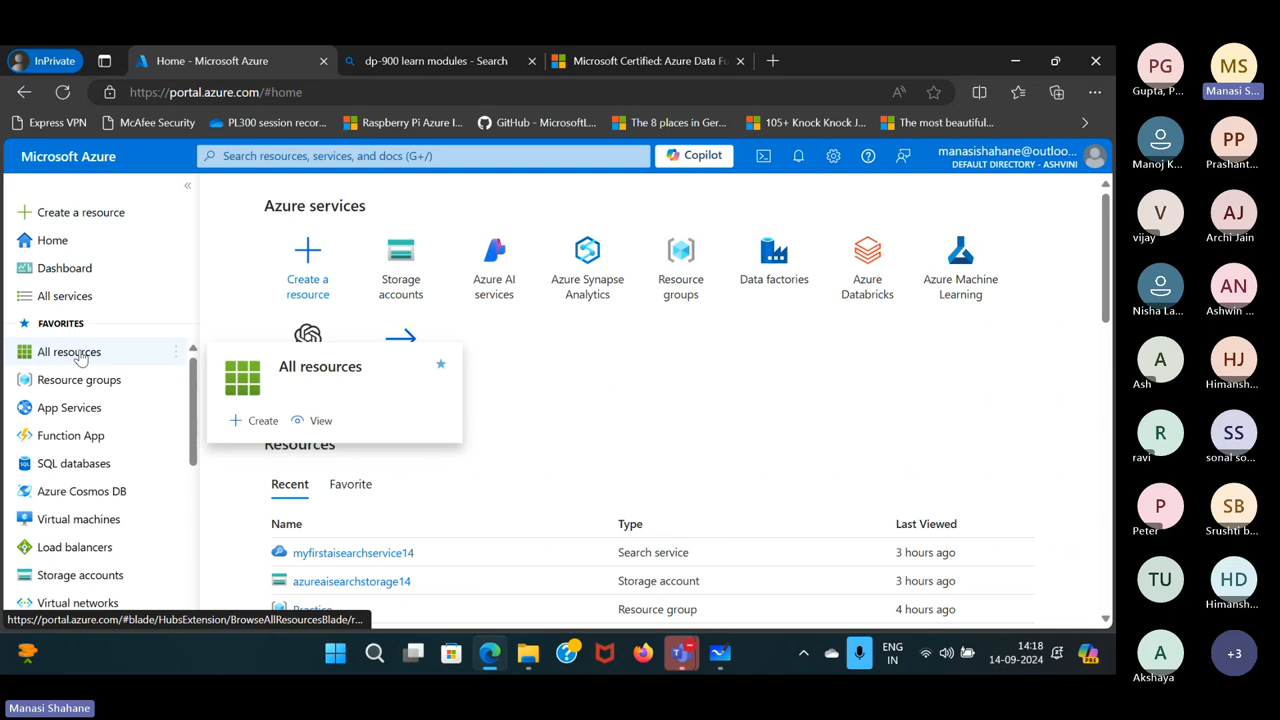 InPrivate
Home - Microsoft Azure
dp-900 learn modules - Search
Microsoft Certified: Azure Data Fu
https://portal.azure.com/#home
Express VPN
McAfee Security
PL300 session recor...
Raspberry Pi Azure I...
GitHub - MicrosoftL...
The 8 places in Ger...
105+ Knock Knock J...
The most beautiful...
Microsoft Azure
Search resources, services, and docs (G+/)
Copilot
manasishahane@outloo...
DEFAULT DIRECTORY - ASHVINI
Create a resource
Home
Dashboard
All services
FAVORITES
All resources
Resource groups
App Services
Function App
SQL databases
Azure Cosmos DB
Virtual machines
Load balancers
Storage accounts
Virtual networks
https://portal.azure.com/#blade/HubsExtension/BrowseAllResourcesBlade/r...
Azure services
Create a
resource
Storage
accounts
Azure AI
services
Azure Synapse
Analytics
Resource
groups
Data factories
Azure
Databricks
Azure Machine
Learning
All resources
Create
View
Resources
Recent
Favorite
Name
Type
Last Viewed
myfirstaisearchservice14
Search service
3 hours ago
azureaisearchstorage14
Storage account
3 hours ago
Practice
Resource group
4 hours ago
ENG
IN
14:18
14-09-2024
PRE
PG
Gupta, P...
MS
Manasi S...
Manoj K...
PP
Prashant...
V
vijay
AJ
Archi Jain
Nisha La...
AN
Ashwin ...
A
Ash
HJ
Himansh...
R
ravi
SS
sonal so...
P
Peter
SB
Srushti b...
TU
HD
Himansh...
A
Akshaya
+3
Manasi Shahane